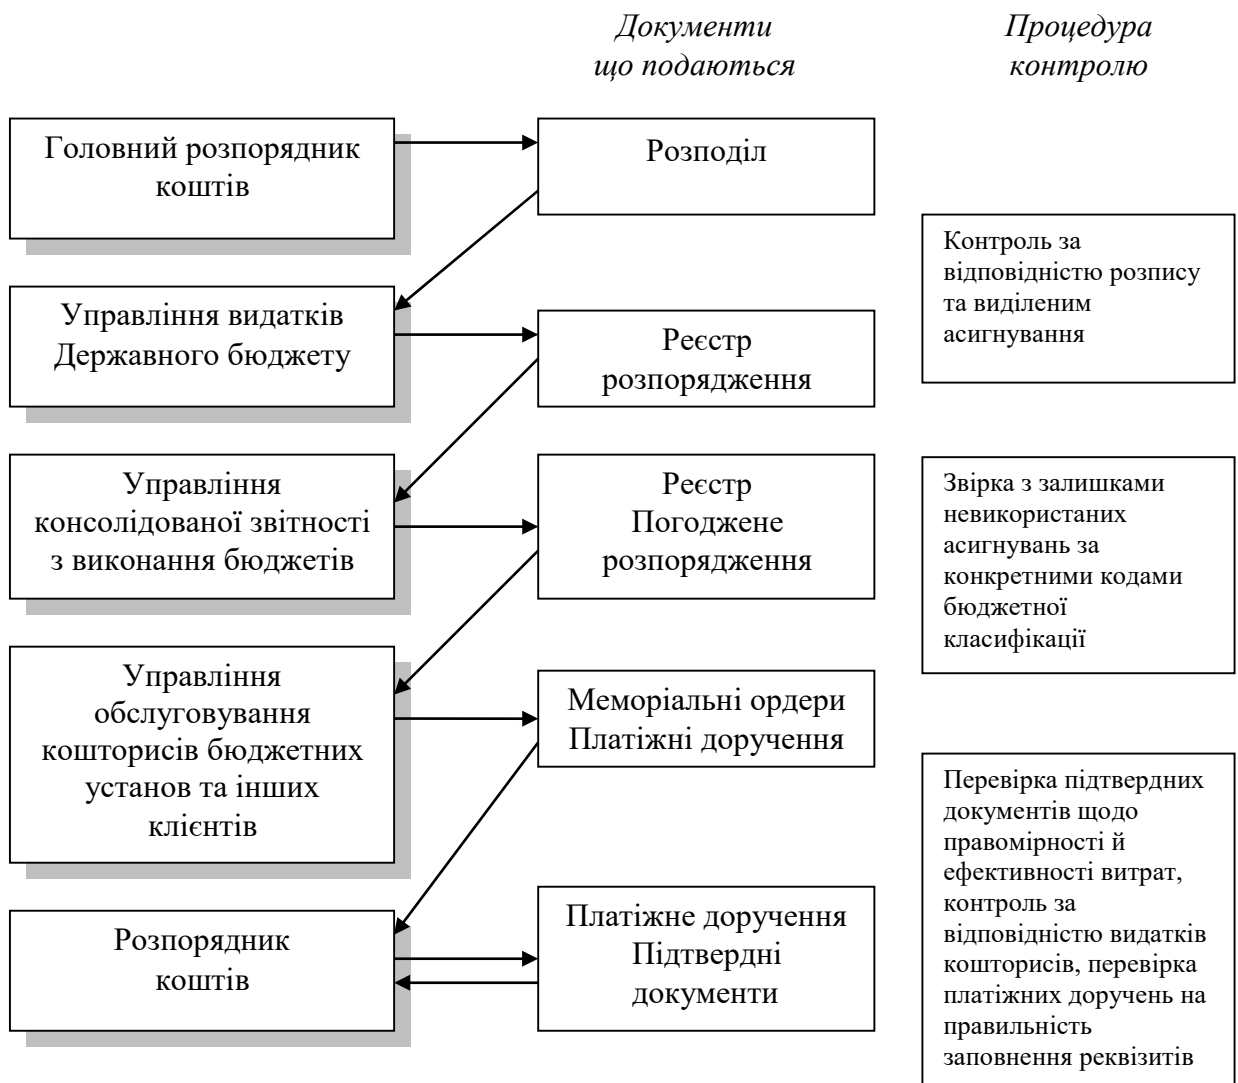 Документи
що подаються
Процедура
контролю
Головний розпорядник
коштів
Розподіл
Контроль за
відповідністю розпису
та виділеним
асигнування
Управління видатків
Державного бюджету
Реєстр
розпорядження
Управління
консолідованої звітності
з виконання бюджетів
Реєстр
Погоджене
розпорядження
Звірка з залишками
невикористаних
асигнувань за
конкретними кодами
бюджетної
класифікації
Управління
обслуговування
кошторисів бюджетних
установ та інших
клієнтів
Меморіальні ордери
Платіжні доручення
Перевірка підтвердних
документів щодо
правомірності й
ефективності витрат,
контроль за
відповідністю видатків
кошторисів, перевірка
платіжних доручень на
правильність
заповнення реквізитів
Розпорядник
коштів
Платіжне доручення
Підтвердні
документи